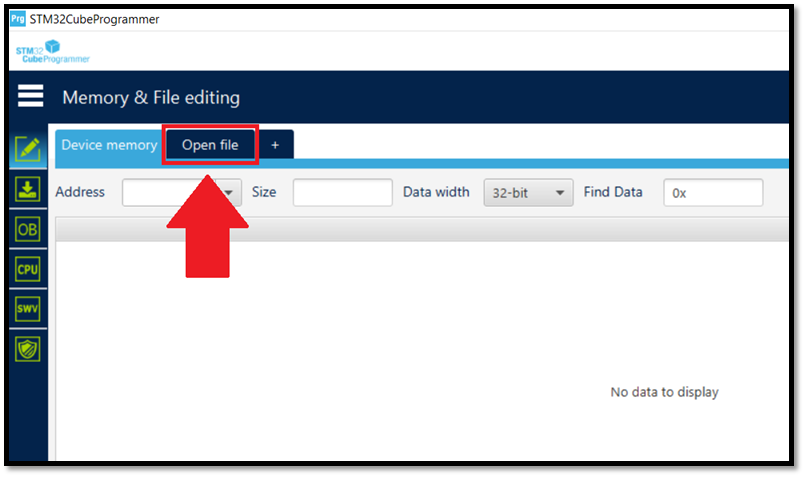 Prg STM32CubeProgrammer
STM32
CubeProgrammer
Memory & File editing
Device memory Open file +
Address Size Data width 32-bit Find Data 0x
OB
CPU
SWV
No data to display